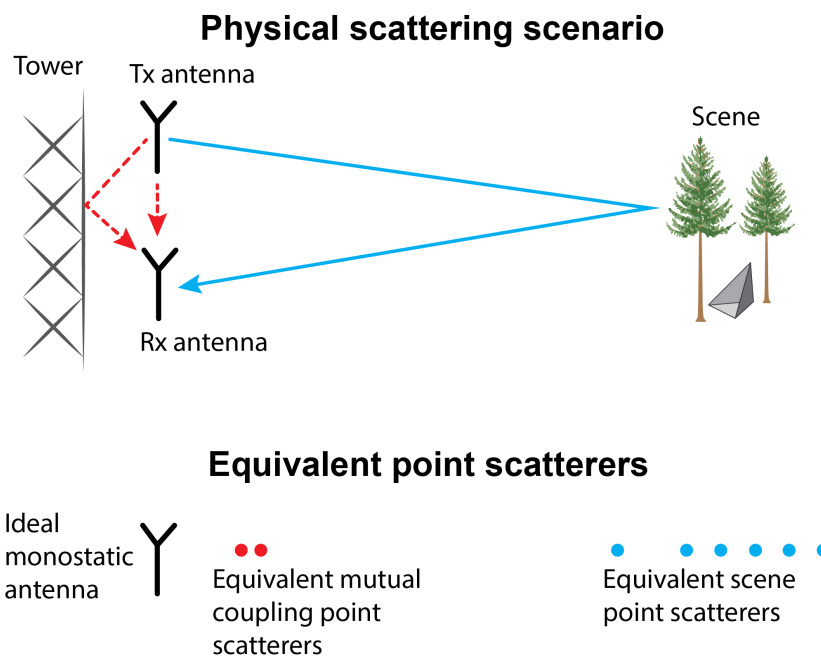 Physical scattering scenario
Tower
Tx antenna
Scene
Rx antenna
Equivalent point scatterers
Ideal
monostatic
antenna
Equivalent mutual
coupling point
scatterers
Equivalent scene
point scatterers